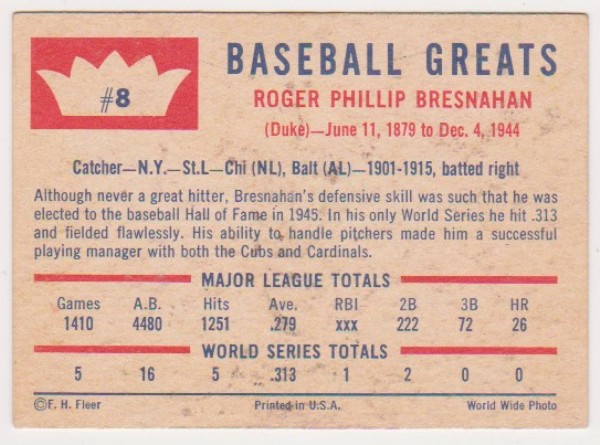 #8
BASEBALL GREATS
ROGER PHILLIP BRESNAHAN
(Duke)—June 11, 1879 to Dec. 4, 1944
Catcher—N.Y.—St.L—Chi (NL), Balt (AL)—1901-1915, batted right
Although never a great hitter, Bresnahan's defensive skill was such that he was
elected to the baseball Hall of Fame in 1945. In his only World Series he hit .313
and fielded flawlessly. His ability to handle pitchers made him a successful
playing manager with both the Cubs and Cardinals.
MAJOR LEAGUE TOTALS
Games A.B. Hits Ave. RBI 2B 3B HR
1410 4480 1251 .279 xxx 222 72 26
WORLD SERIES TOTALS
5 16 5 .313 1 2 0 0
©F. H. Fleer Printed in U.S.A. World Wide Photo